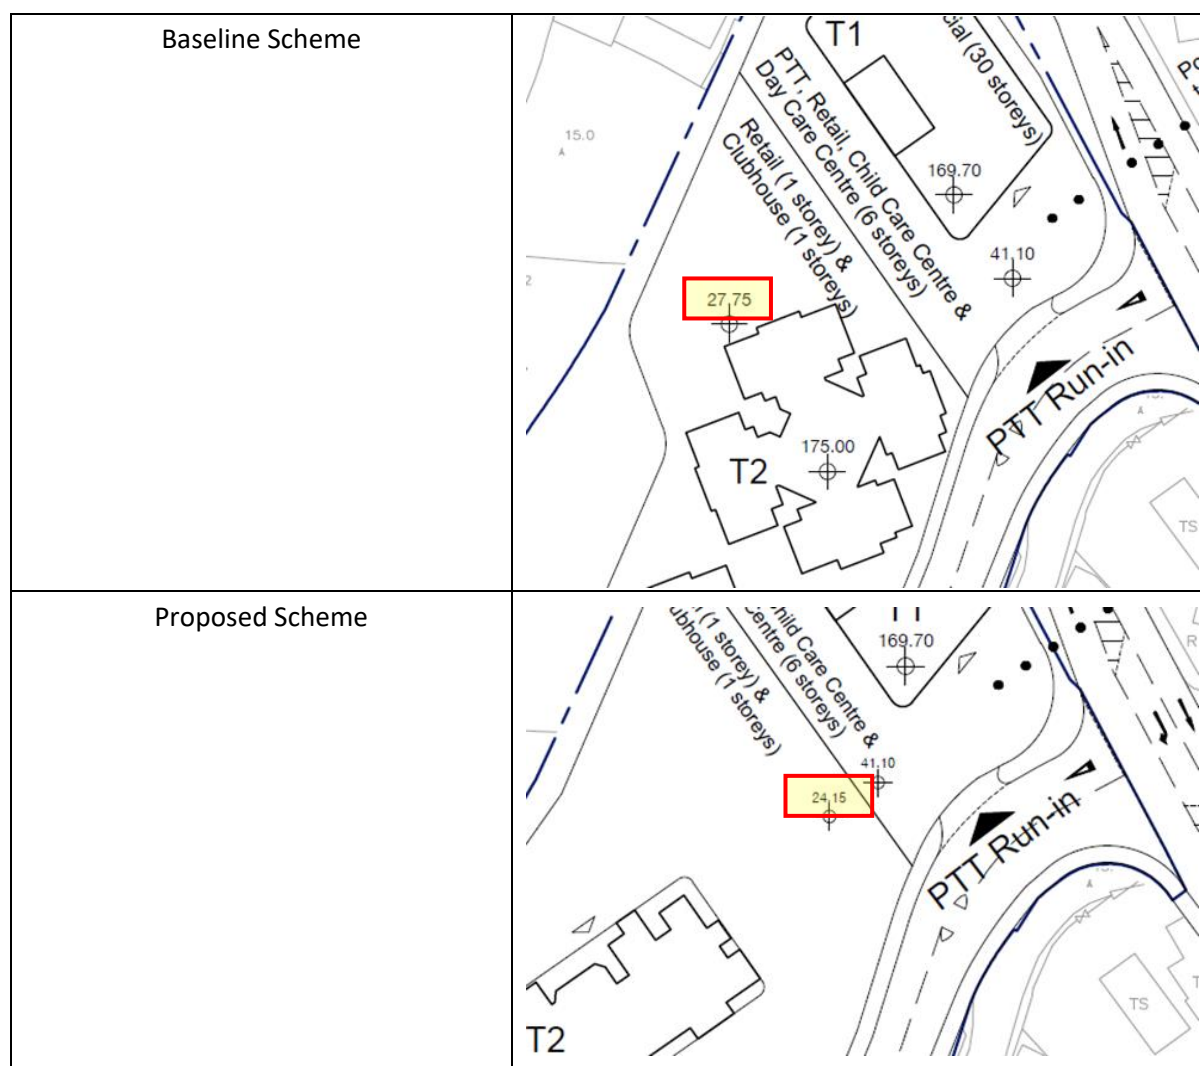 Baseline Scheme
T1
cial (30 storeys)
PTT, Retail, Child Care Centre &
Day Care Centre (6 storeys)
Retail (1 storey) &
Clubhouse (1 storeys)
15.0
169.70
41.10
27.75
PTT Run-in
175.00
T2
TS
Proposed Scheme
T1
169.70
hild Care Centre &
Centre (6 storeys)
(1 storey) &
ubhouse (1 storeys)
R
41.10
24.15
PTT Run-in
TS
T2